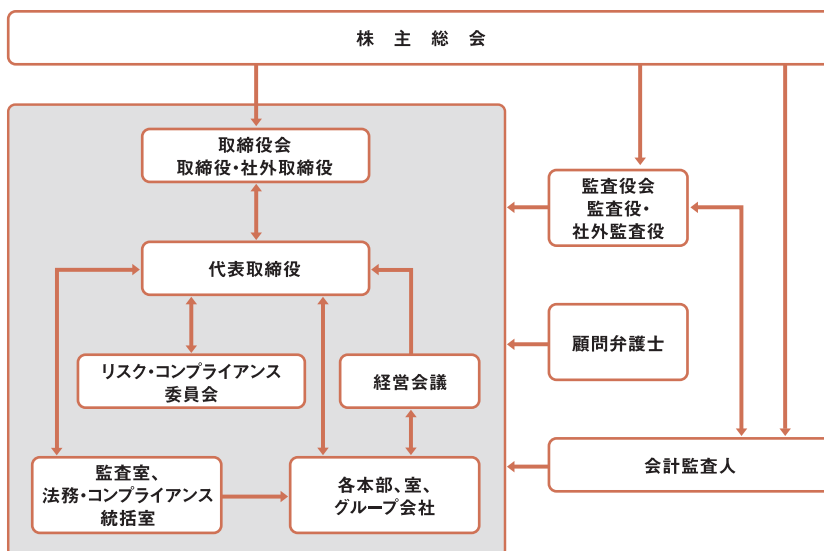 株主総会
取締役会
取締役・社外取締役
監査役会
監査役・
社外監査役
代表取締役
顧問弁護士
リスク・コンプライアンス
委員会
経営会議
会計監査人
監査室、
法務・コンプライアンス
統括室
各本部、室、
グループ会社